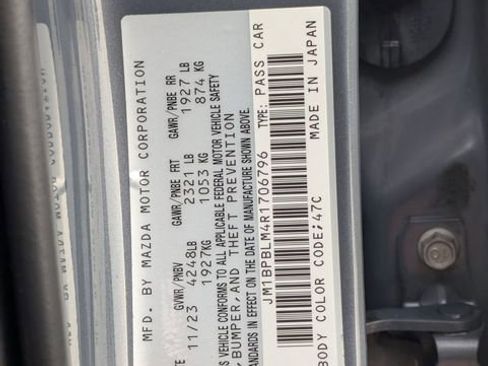 MFD. BY MAZDA MOTOR CORPORATION
GVWR/PNBV GAWR/PNBE FRT GAWR/PNBE RR
11/23 4248LB 2321 LB 1927 LB
1927KG 1053 KG 874 KG
VEHICLE CONFORMS TO ALL APPLICABLE FEDERAL MOTOR VEHICLE SAFETY
BUMPER, AND THEFT PREVENTION
STANDARDS IN EFFECT ON THE DATE OF MANUFACTURE SHOWN ABOVE.
JM1BPBLM4R1706796 TYPE: PASS CAR
BODY COLOR CODE:47C MADE IN JAPAN